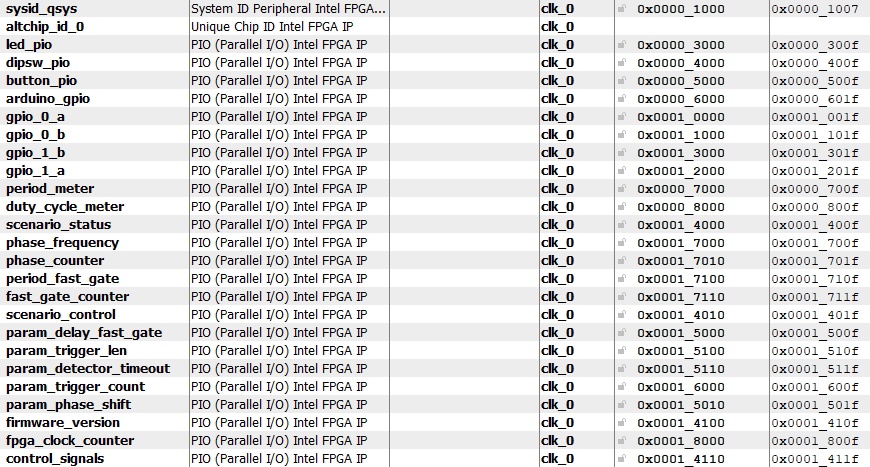 sysid_qsys System ID Peripheral Intel FPGA... clk_0 0x0000_1000 0x0000_1007
altchip_id_0 Unique Chip ID Intel FPGA IP clk_0
led_pio PIO (Parallel I/O) Intel FPGA IP clk_0 0x0000_3000 0x0000_300f
dipsw_pio PIO (Parallel I/O) Intel FPGA IP clk_0 0x0000_4000 0x0000_400f
button_pio PIO (Parallel I/O) Intel FPGA IP clk_0 0x0000_5000 0x0000_500f
arduino_gpio PIO (Parallel I/O) Intel FPGA IP clk_0 0x0000_6000 0x0000_601f
gpio_0_a PIO (Parallel I/O) Intel FPGA IP clk_0 0x0001_0000 0x0001_001f
gpio_0_b PIO (Parallel I/O) Intel FPGA IP clk_0 0x0001_1000 0x0001_101f
gpio_1_b PIO (Parallel I/O) Intel FPGA IP clk_0 0x0001_3000 0x0001_301f
gpio_1_a PIO (Parallel I/O) Intel FPGA IP clk_0 0x0001_2000 0x0001_201f
period_meter PIO (Parallel I/O) Intel FPGA IP clk_0 0x0000_7000 0x0000_700f
duty_cycle_meter PIO (Parallel I/O) Intel FPGA IP clk_0 0x0000_8000 0x0000_800f
scenario_status PIO (Parallel I/O) Intel FPGA IP clk_0 0x0001_4000 0x0001_400f
phase_frequency PIO (Parallel I/O) Intel FPGA IP clk_0 0x0001_7000 0x0001_700f
phase_counter PIO (Parallel I/O) Intel FPGA IP clk_0 0x0001_7010 0x0001_701f
period_fast_gate PIO (Parallel I/O) Intel FPGA IP clk_0 0x0001_7100 0x0001_710f
fast_gate_counter PIO (Parallel I/O) Intel FPGA IP clk_0 0x0001_7110 0x0001_711f
scenario_control PIO (Parallel I/O) Intel FPGA IP clk_0 0x0001_4010 0x0001_401f
param_delay_fast_gate PIO (Parallel I/O) Intel FPGA IP clk_0 0x0001_5000 0x0001_500f
param_trigger_len PIO (Parallel I/O) Intel FPGA IP clk_0 0x0001_5100 0x0001_510f
param_detector_timeout PIO (Parallel I/O) Intel FPGA IP clk_0 0x0001_5110 0x0001_511f
param_trigger_count PIO (Parallel I/O) Intel FPGA IP clk_0 0x0001_6000 0x0001_600f
param_phase_shift PIO (Parallel I/O) Intel FPGA IP clk_0 0x0001_5010 0x0001_501f
firmware_version PIO (Parallel I/O) Intel FPGA IP clk_0 0x0001_4100 0x0001_410f
fpga_clock_counter PIO (Parallel I/O) Intel FPGA IP clk_0 0x0001_8000 0x0001_800f
control_signals PIO (Parallel I/O) Intel FPGA IP clk_0 0x0001_4110 0x0001_411f